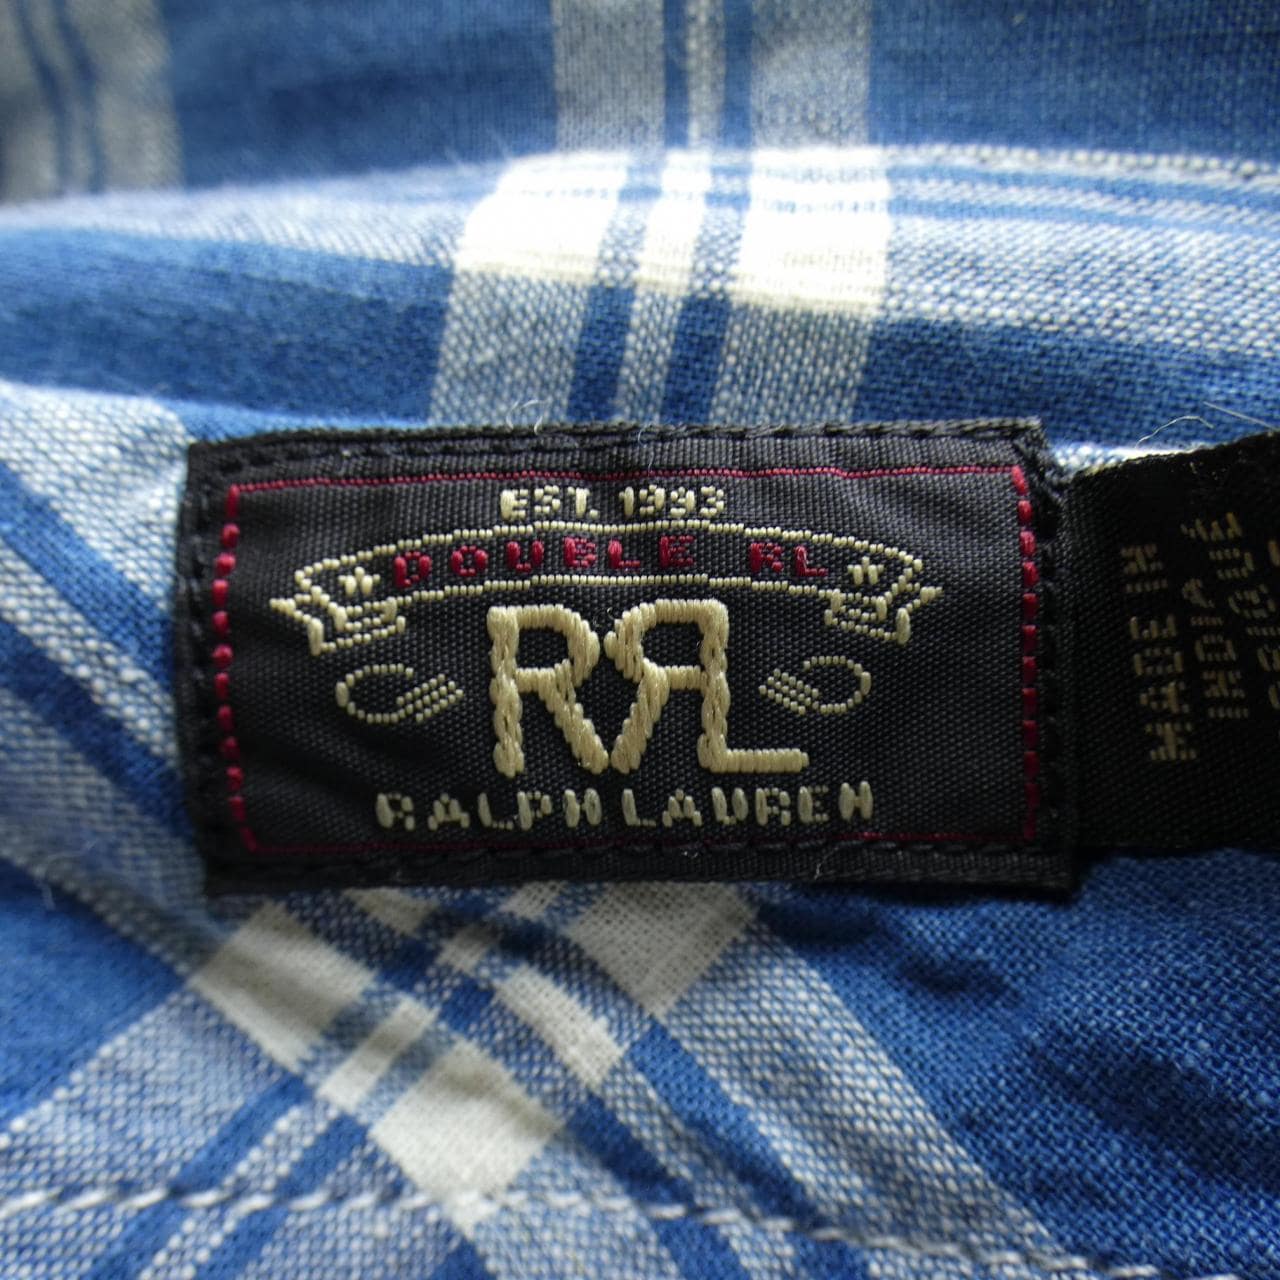 EST. 1993
DOUBLE RL
RRL
RALPH LAUREN